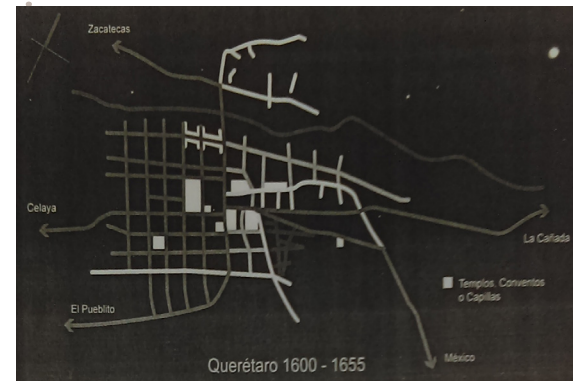 Zacatecas
Celaya
La Cañada
Templos, Conventos
o Capillas
El Pueblito
México
Querétaro 1600 - 1655